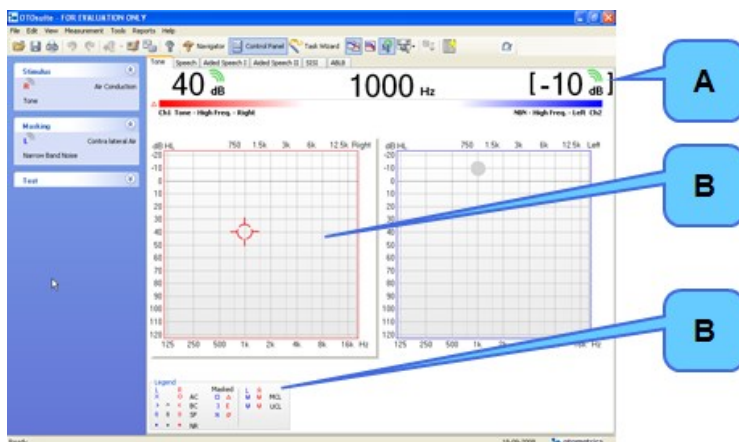 OTOsuite - FOR EVALUATION ONLY
File Edit View Measurement Tools Reports Help
Navigator Control Panel Task Wizard
Tone Speech Aided Speech I Aided Speech II SISI ABLB
40 dB 1000 Hz [-10 dB]
Ch1 Tone - High Freq. - Right NBN - High Freq. - Left Ch2
Stimulus
R Air Conduction
Tone
Masking
L Contra lateral Air
Narrow Band Noise
Test
dB HL 750 1.5k 3k 6k 12.5k Right
-20
-10
0
10
20
30
40
50
60
70
80
90
100
110
120
125 250 500 1k 2k 4k 8k 16k Hz
dB HL 750 1.5k 3k 6k 12.5k Left
-20
-10
0
10
20
30
40
50
60
70
80
90
100
110
120
125 250 500 1k 2k 4k 8k 16k Hz
Legend
L R Masked L R
AC MCL
BC UCL
SF
NR
Ready
otometrics
A
B
B